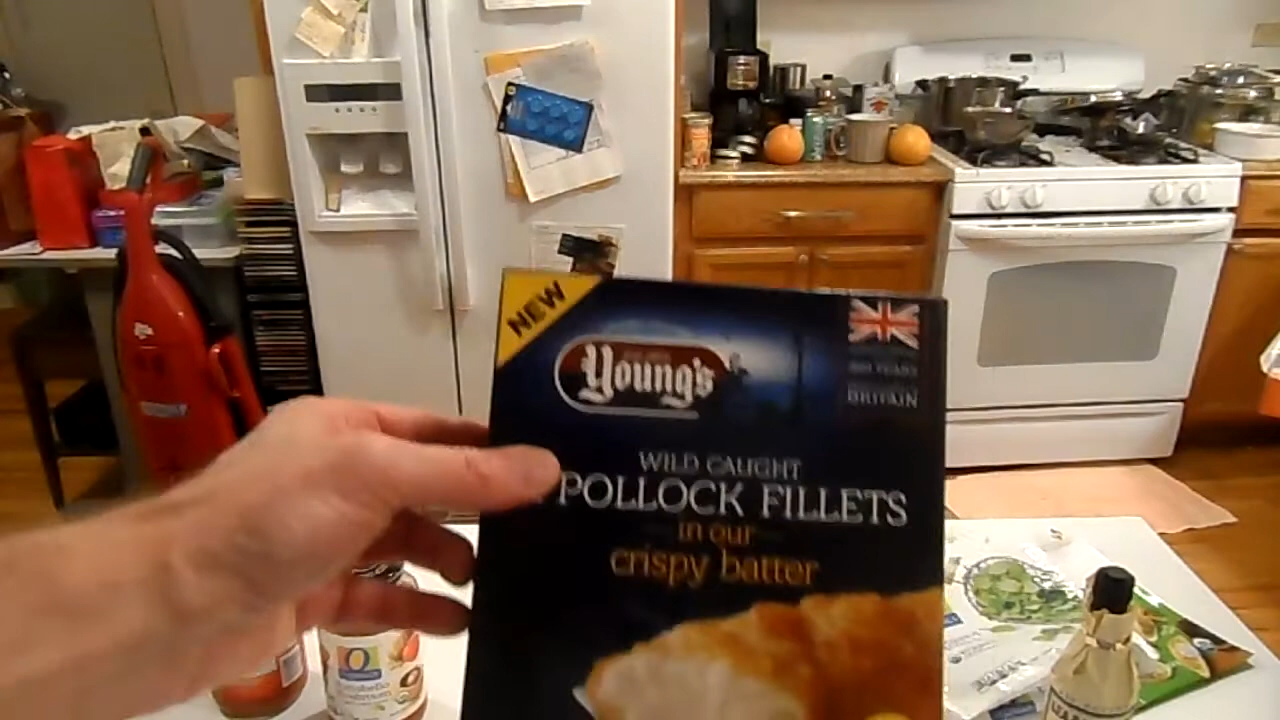 NEW
Young's
BRITAIN
WILD CAUGHT
POLLOCK FILLETS
in our
crispy batter
O